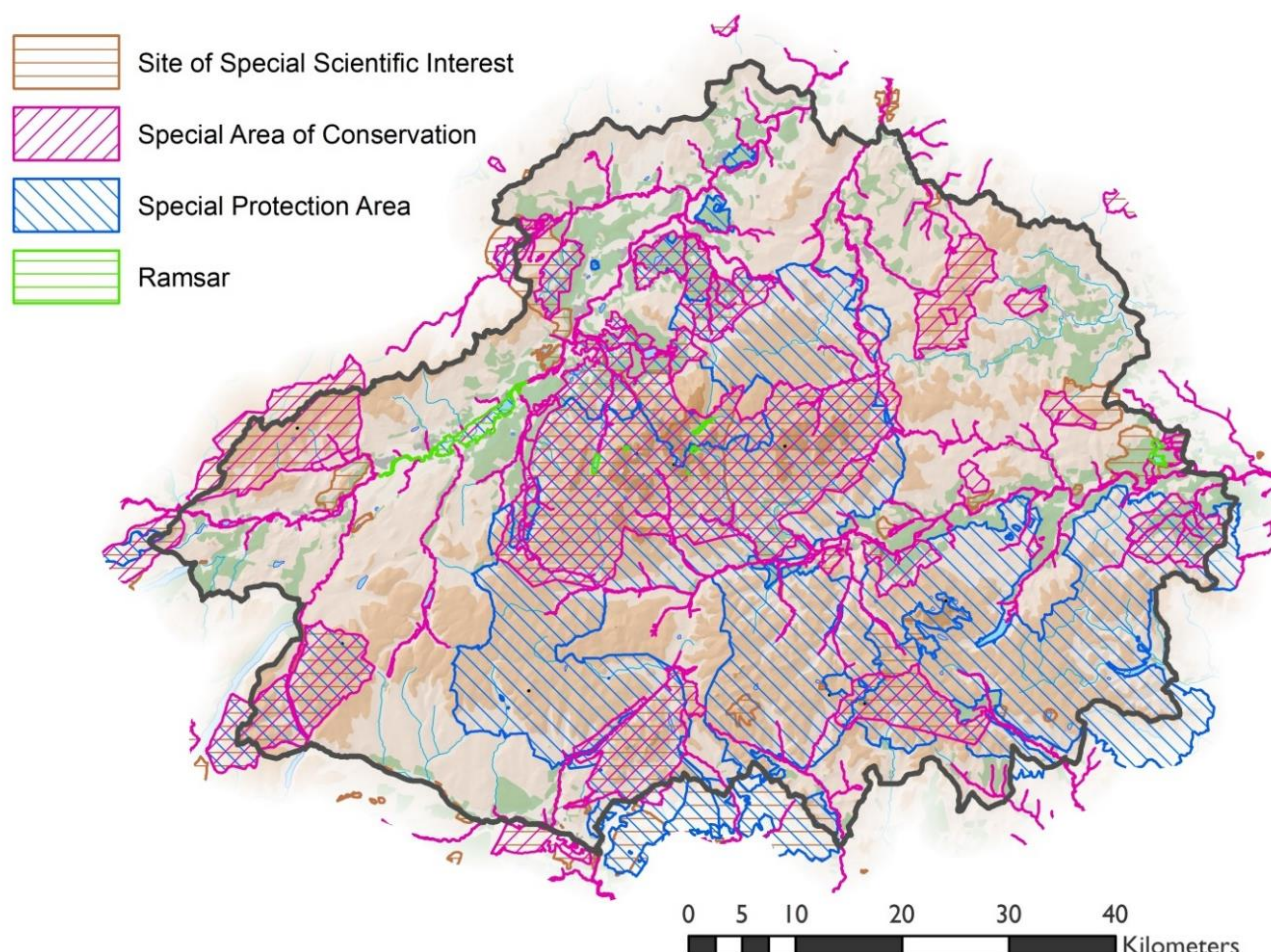 Site of Special Scientific Interest
Special Area of Conservation
Special Protection Area
Ramsar
0 5 10 20 30 40
Kilometers